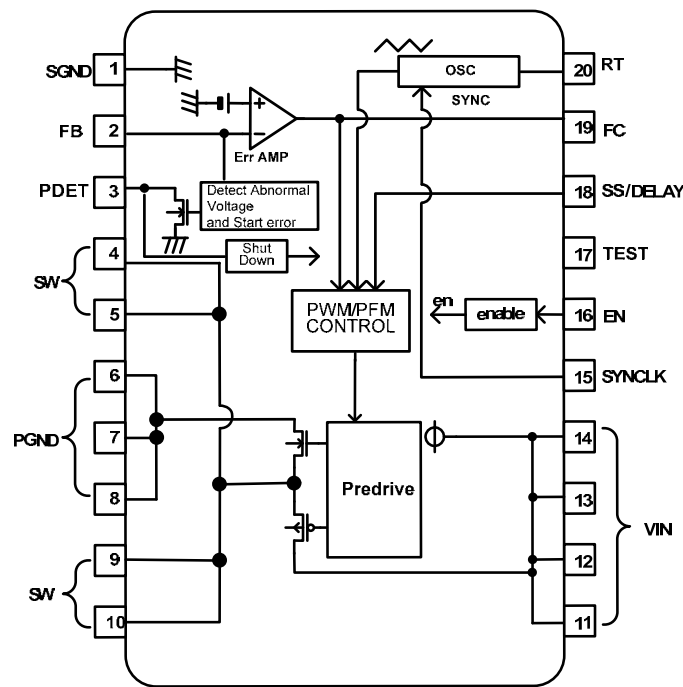 SGND 1
FB 2
PDET 3
4
SW
5
6
PGND 7
8
9
SW
10
Err AMP
+
−
Detect Abnormal
Voltage
and Start error
Shut
Down
OSC
SYNC
PWM/PFM
CONTROL
en
enable
Predrive
20 RT
19 FC
18 SS/DELAY
17 TEST
16 EN
15 SYNCLK
14
13
VIN
12
11